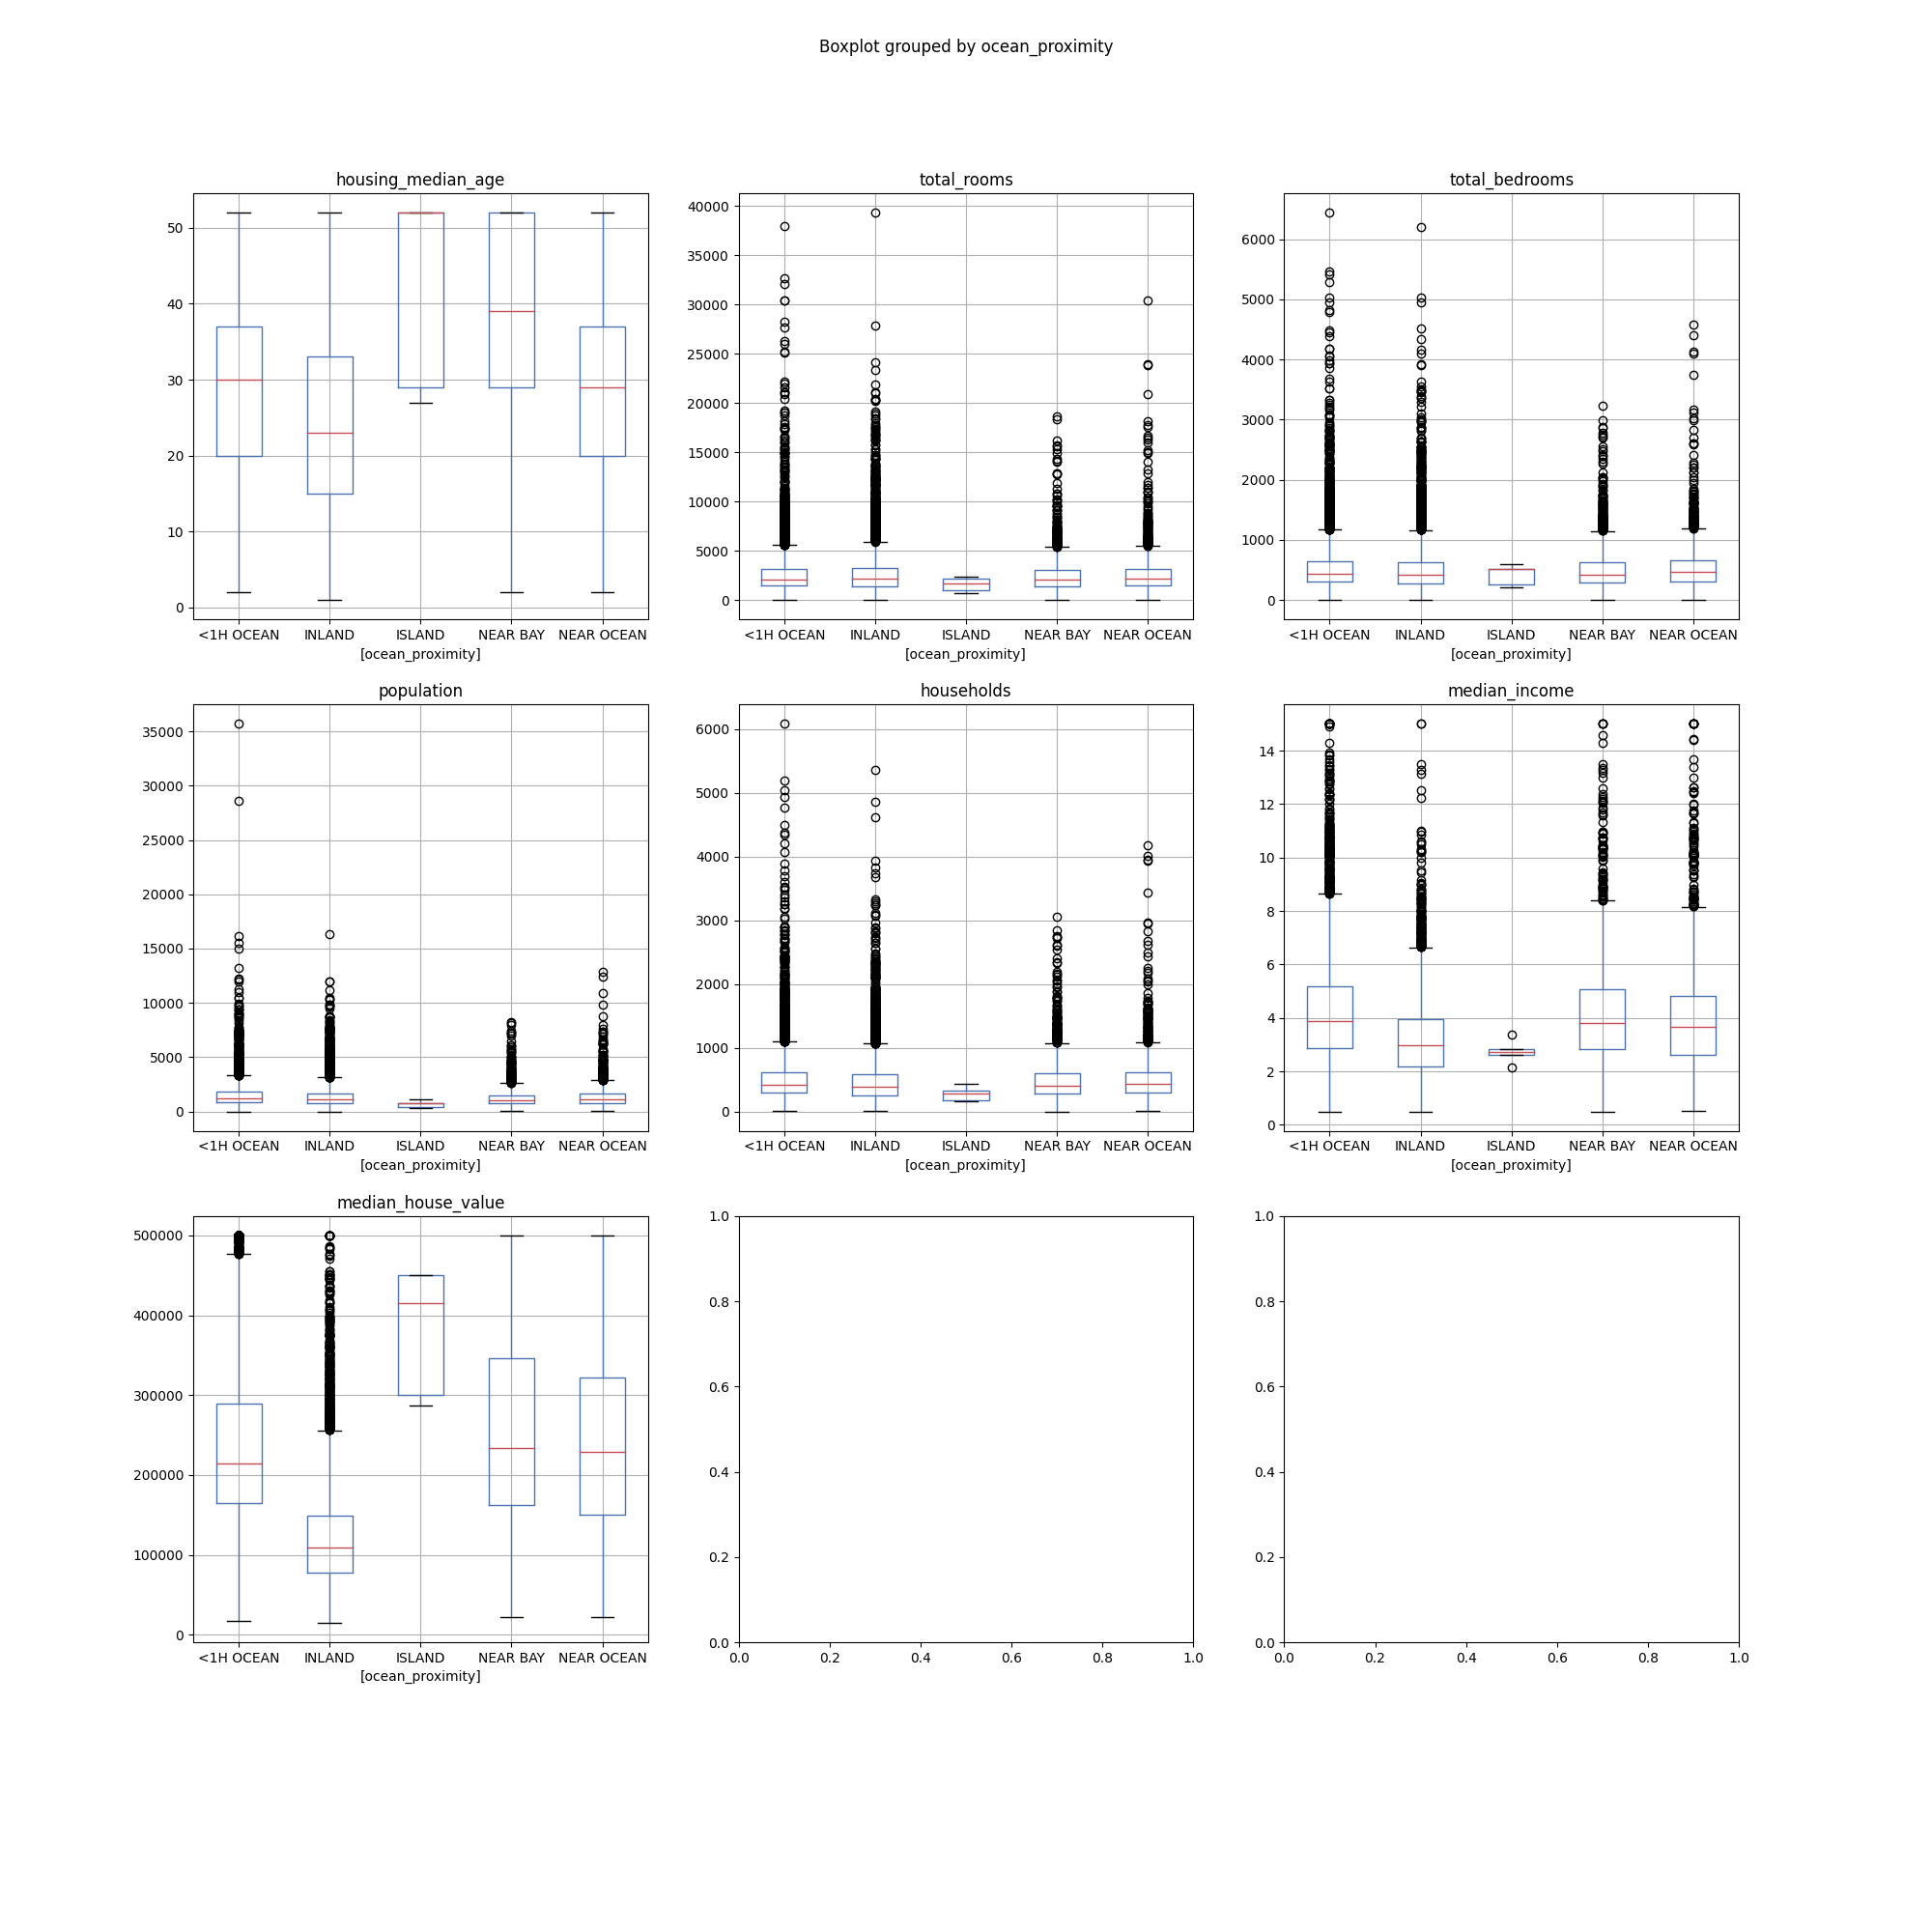 Boxplot grouped by ocean_proximity
housing_median_age
50
40
30
20
10
0
<1H OCEAN INLAND ISLAND NEAR BAY NEAR OCEAN
[ocean_proximity]
total_rooms
40000
35000
30000
25000
20000
15000
10000
5000
0
<1H OCEAN INLAND ISLAND NEAR BAY NEAR OCEAN
[ocean_proximity]
total_bedrooms
6000
5000
4000
3000
2000
1000
0
<1H OCEAN INLAND ISLAND NEAR BAY NEAR OCEAN
[ocean_proximity]
population
35000
30000
25000
20000
15000
10000
5000
0
<1H OCEAN INLAND ISLAND NEAR BAY NEAR OCEAN
[ocean_proximity]
households
6000
5000
4000
3000
2000
1000
0
<1H OCEAN INLAND ISLAND NEAR BAY NEAR OCEAN
[ocean_proximity]
median_income
14
12
10
8
6
4
2
0
<1H OCEAN INLAND ISLAND NEAR BAY NEAR OCEAN
[ocean_proximity]
median_house_value
500000
400000
300000
200000
100000
0
<1H OCEAN INLAND ISLAND NEAR BAY NEAR OCEAN
[ocean_proximity]
1.0
0.8
0.6
0.4
0.2
0.0
0.0 0.2 0.4 0.6 0.8 1.0
1.0
0.8
0.6
0.4
0.2
0.0
0.0 0.2 0.4 0.6 0.8 1.0